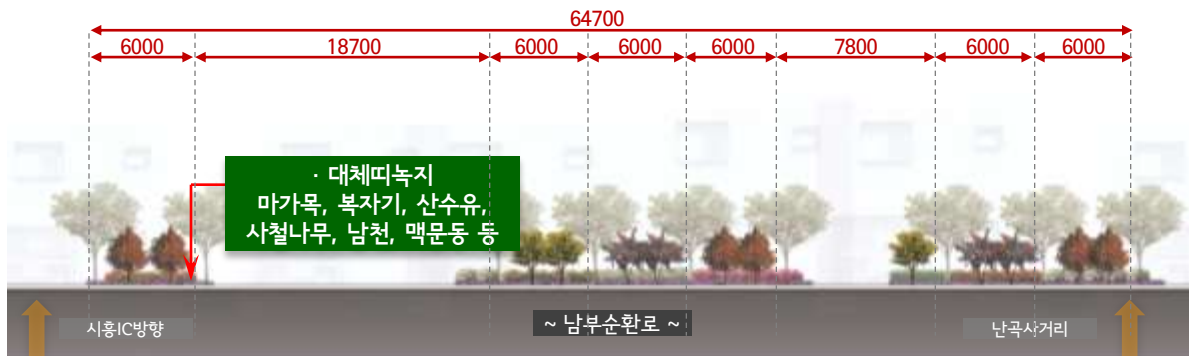 64700
6000 18700 6000 6000 6000 7800 6000 6000
· 대체띠녹지
마가목, 복자기, 산수유,
사철나무, 남천, 맥문동 등
시흥IC방향
~ 남부순환로 ~
난곡사거리